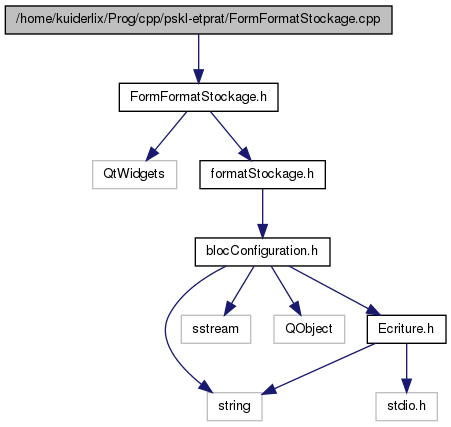 /home/kuiderlix/Prog/cpp/pskl-etprat/FormFormatStockage.cpp
FormFormatStockage.h
QtWidgets
formatStockage.h
blocConfiguration.h
sstream
QObject
Ecriture.h
string
stdio.h